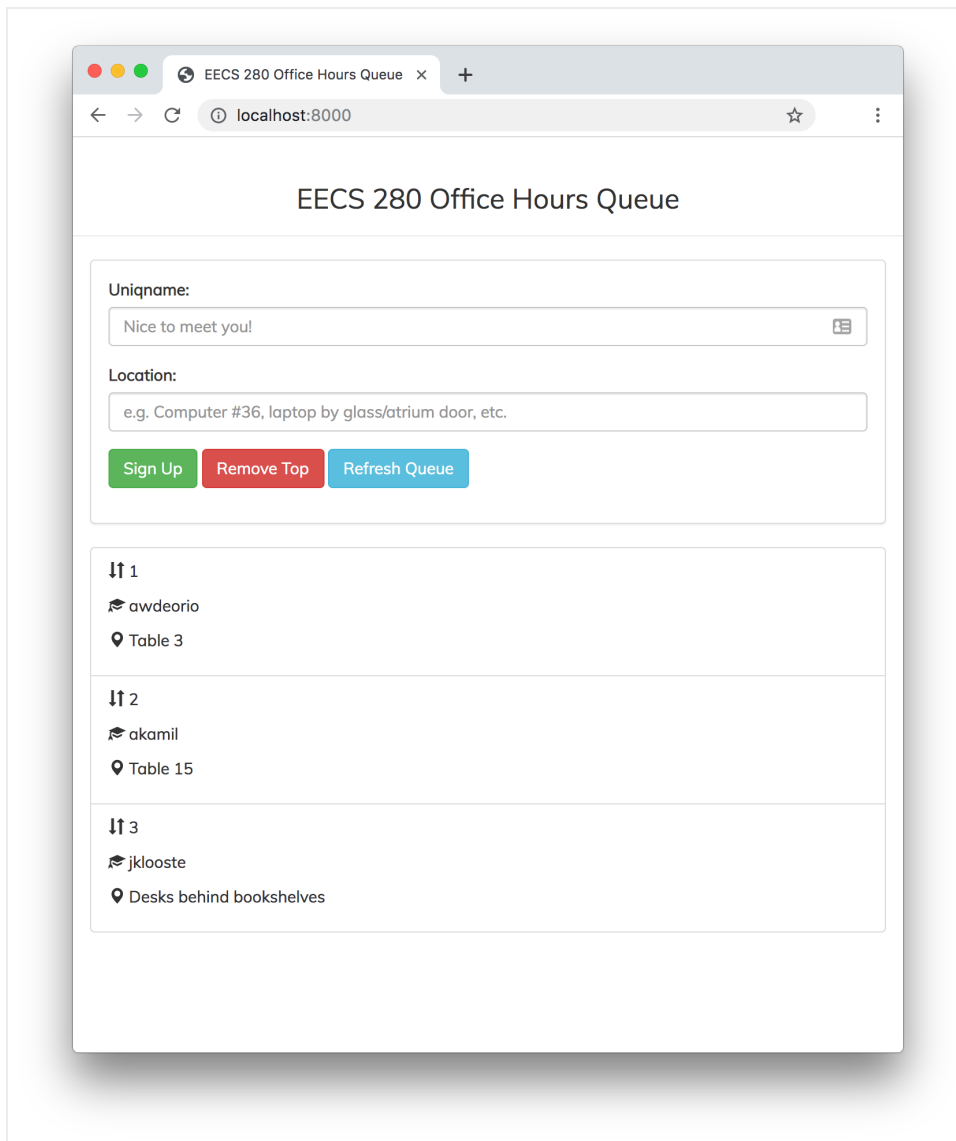 EECS 280 Office Hours Queue
localhost:8000
EECS 280 Office Hours Queue
Uniqname:
Nice to meet you!
Location:
e.g. Computer #36, laptop by glass/atrium door, etc.
Sign Up Remove Top Refresh Queue
1
awdeorio
Table 3
2
akamil
Table 15
3
jklooste
Desks behind bookshelves